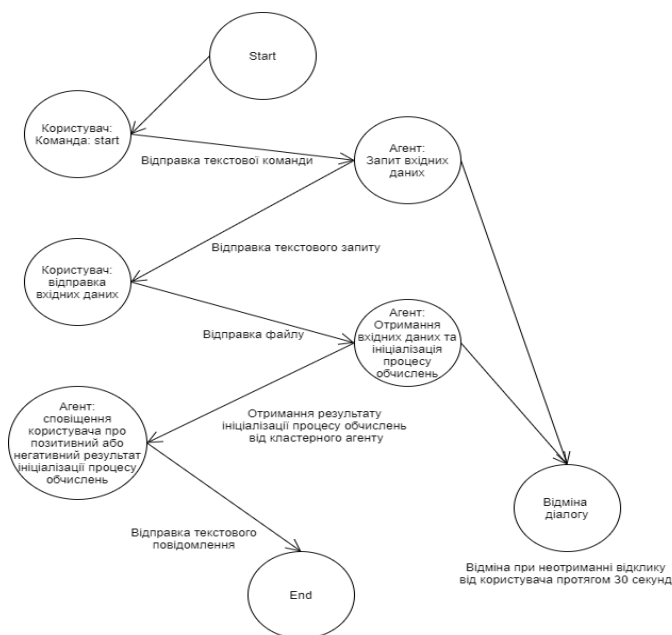 Start
Користувач:
Команда: start
Відправка текстової команди
Агент:
Запит вхідних
даних
Відправка текстового запиту
Користувач:
відправка
вхідних даних
Відправка файлу
Агент:
Отримання
вхідних даних та
ініціалізація
процесу
обчислень
Отримання результату
ініціалізації процесу обчислень
від кластерного агенту
Агент:
сповіщення
користувача про
позитивний або
негативний результат
ініціалізації процесу
обчислень
Відправка текстового
повідомлення
End
Відміна
діалогу
Відміна при неотриманні відклику
від користувача протягом 30 секунд